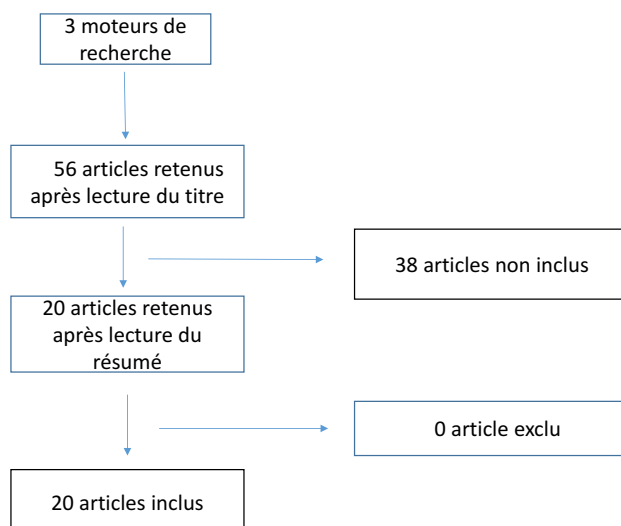 3 moteurs de
recherche
56 articles retenus
après lecture du titre
38 articles non inclus
20 articles retenus
après lecture du
résumé
0 article exclu
20 articles inclus